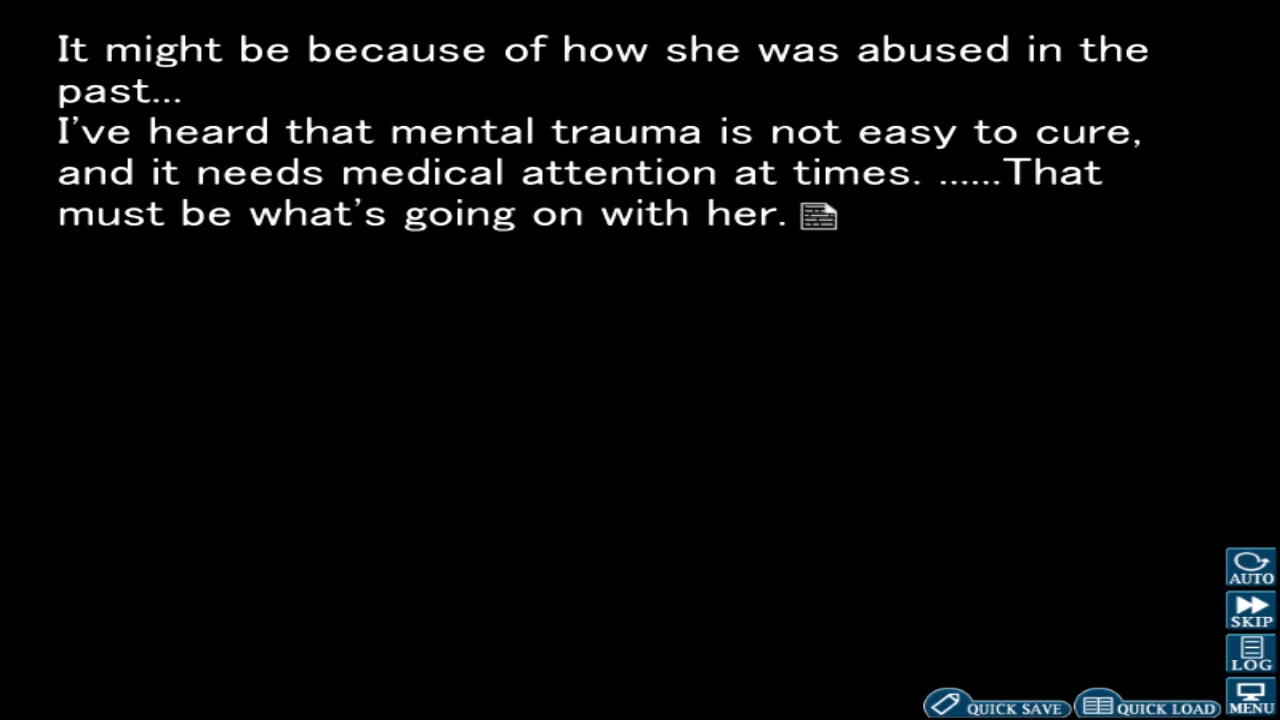 It might be because of how she was abused in the
past...
I've heard that mental trauma is not easy to cure,
and it needs medical attention at times. ......That
must be what's going on with her.
AUTO
SKIP
LOG
MENU
QUICK SAVE
QUICK LOAD